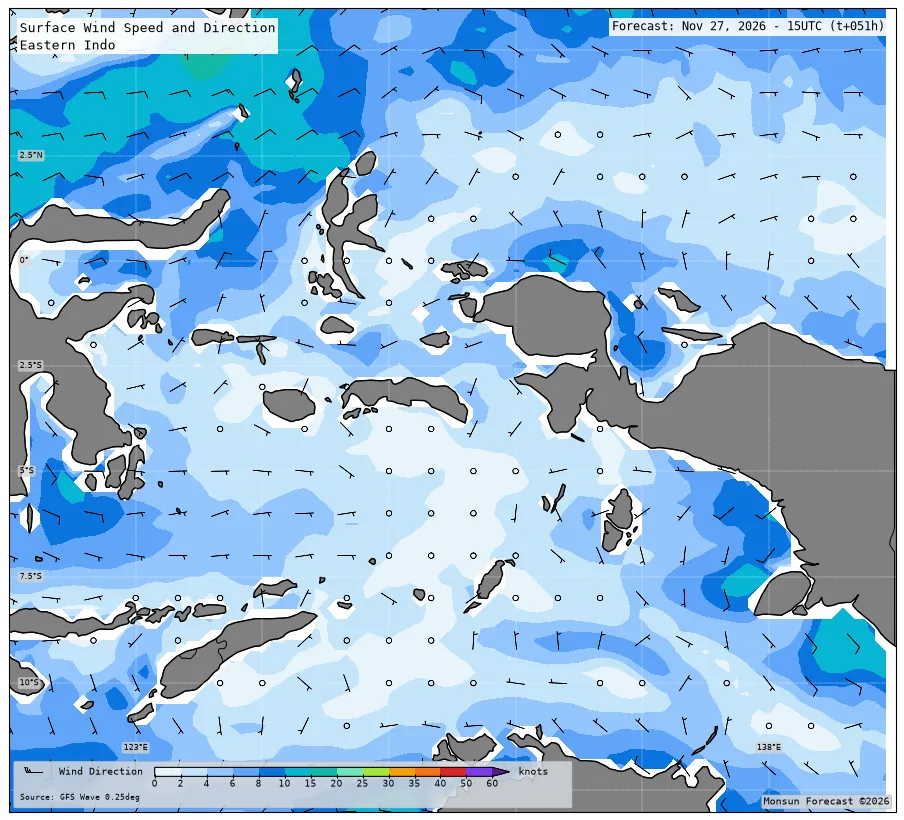 Surface Wind Speed and Direction
Eastern Indo
Forecast: Nov 27, 2026 - 15UTC (t+051h)
2.5°N
0°
2.5°S
5°S
7.5°S
10°S
123°E
138°E
Wind Direction
knots
0 2 4 6 8 10 15 20 25 30 35 40 50 60
Source: GFS Wave 0.25deg
Monsun Forecast ©2026